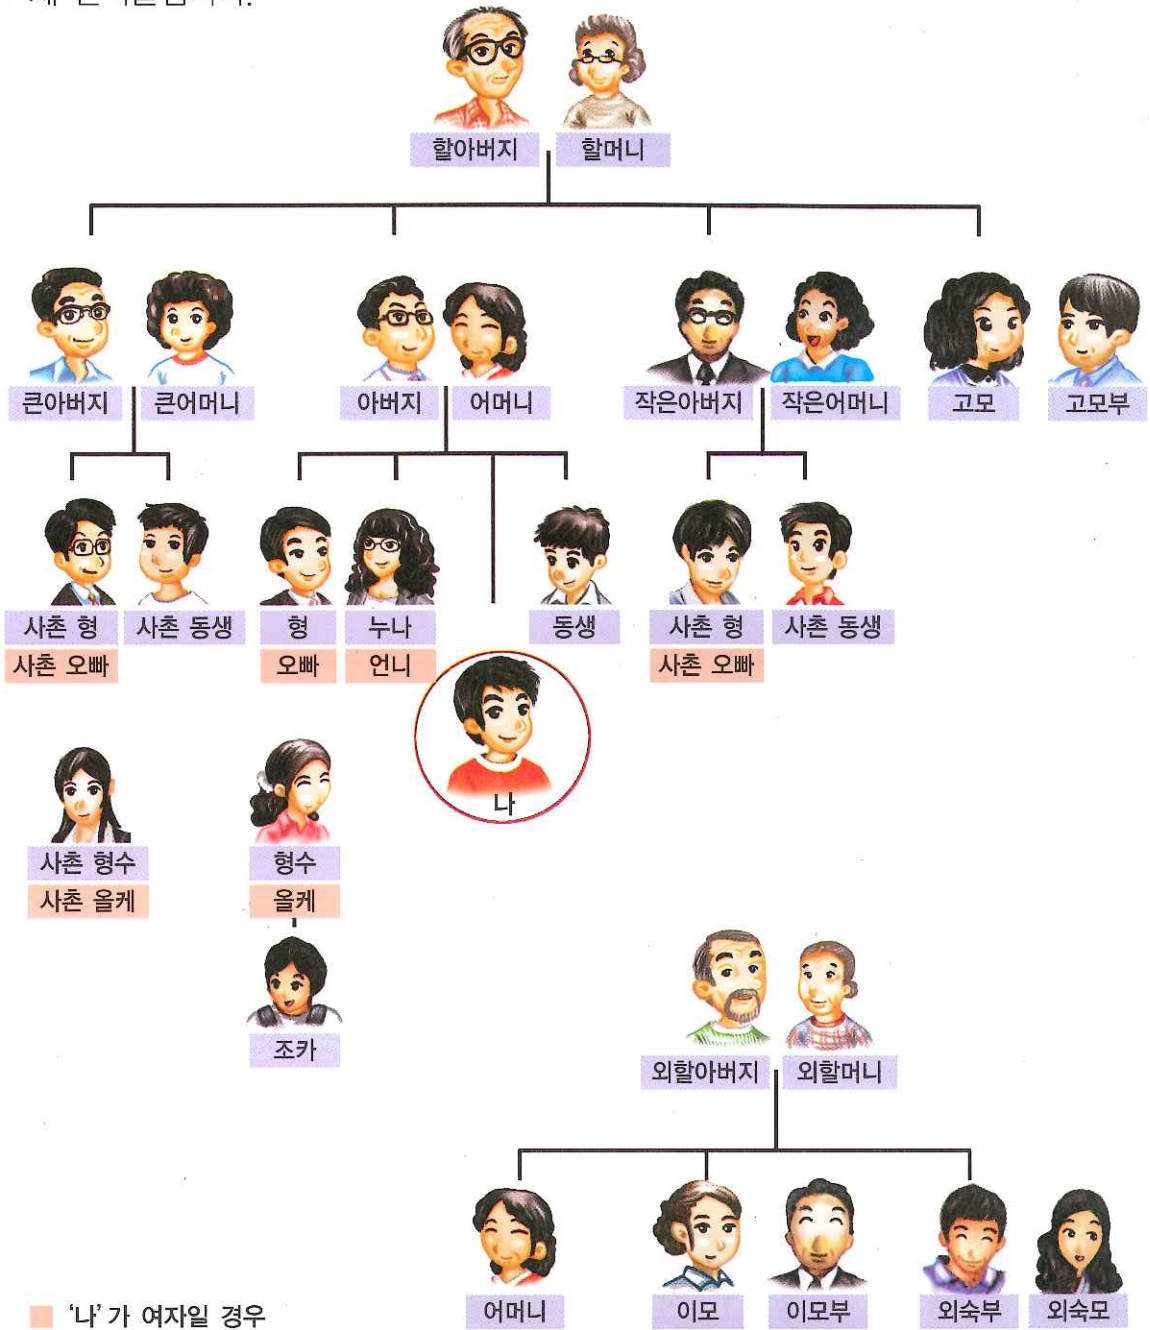 할아버지 할머니
큰아버지 큰어머니 아버지 어머니 작은아버지 작은어머니 고모 고모부
사촌 형 사촌 동생 형 누나 동생 사촌 형 사촌 동생
사촌 오빠 오빠 언니 사촌 오빠
나
사촌 형수 형수
사촌 올케 올케
조카
외할아버지 외할머니
어머니 이모 이모부 외숙부 외숙모
'나'가 여자일 경우